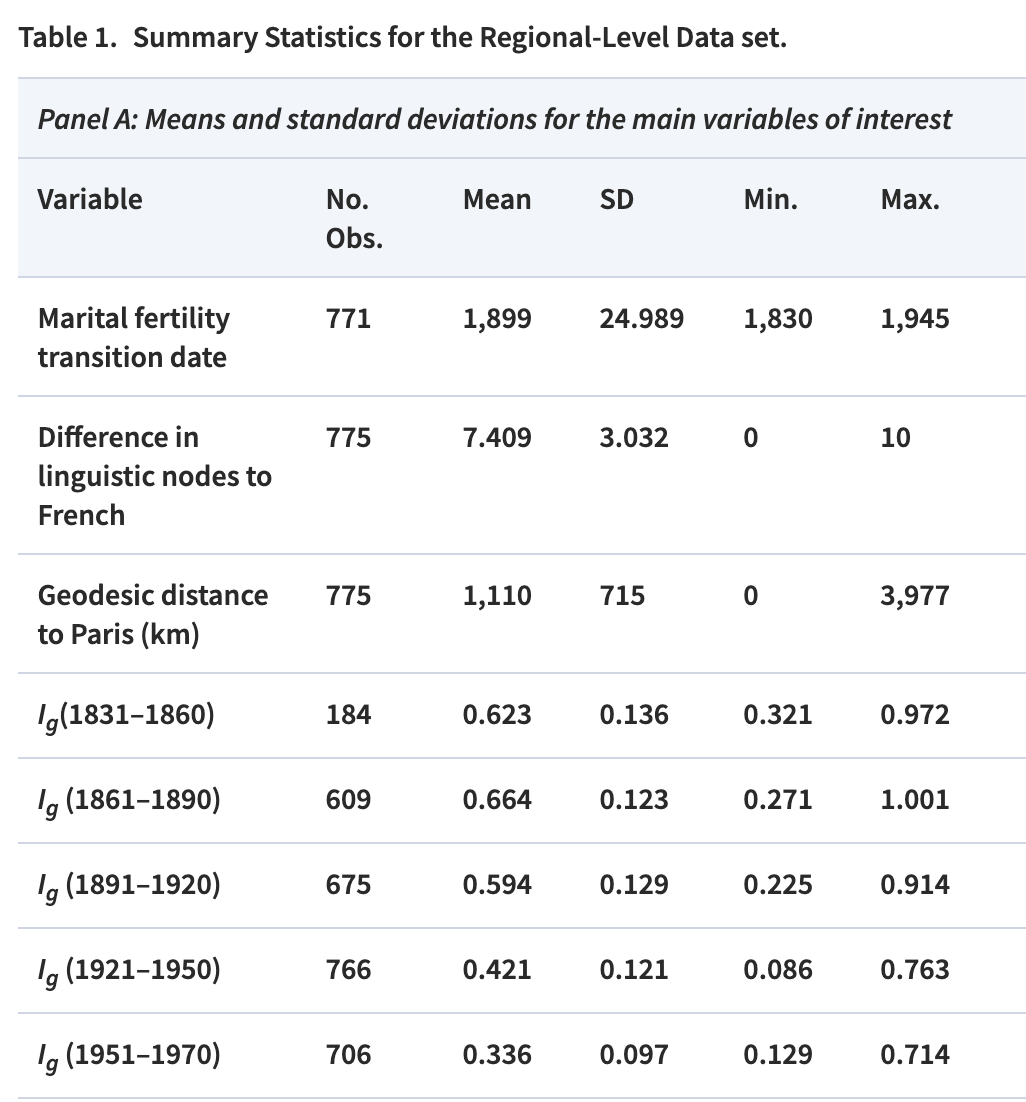 Table 1. Summary Statistics for the Regional-Level Data set.
Panel A: Means and standard deviations for the main variables of interest
Variable No. Obs. Mean SD Min. Max.
Marital fertility transition date 771 1,899 24.989 1,830 1,945
Difference in linguistic nodes to French 775 7.409 3.032 0 10
Geodesic distance to Paris (km) 775 1,110 715 0 3,977
Ig(1831–1860) 184 0.623 0.136 0.321 0.972
Ig (1861–1890) 609 0.664 0.123 0.271 1.001
Ig (1891–1920) 675 0.594 0.129 0.225 0.914
Ig (1921–1950) 766 0.421 0.121 0.086 0.763
Ig (1951–1970) 706 0.336 0.097 0.129 0.714